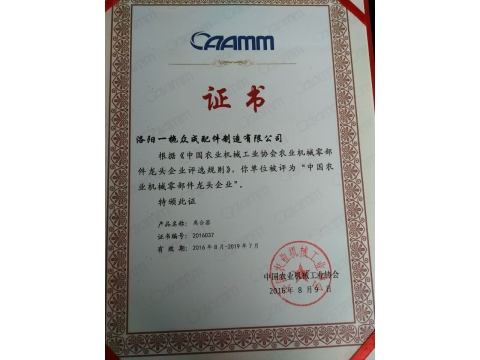 CAAMM
证书
洛阳一拖众成配件制造有限公司
根据《中国农业机械工业协会农业机械零部
件龙头企业评选规则》，你单位被评为“中国农
业机械零部件龙头企业”。
特颁此证
产品名称：离合器
证书编号：2016037
有 效 期：2016年8月-2019年7月
中国农业机械工业协会
2016年8月9日